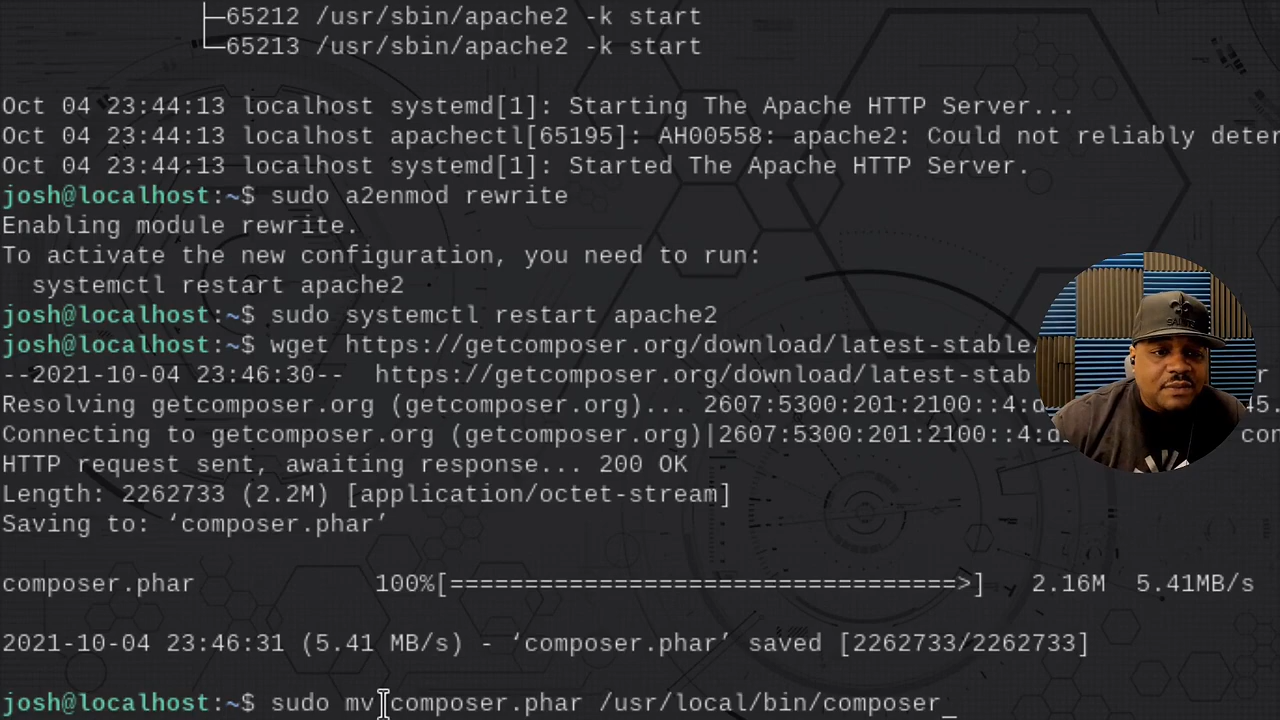 ├─65212 /usr/sbin/apache2 -k start
└─65213 /usr/sbin/apache2 -k start
Oct 04 23:44:13 localhost systemd[1]: Starting The Apache HTTP Server...
Oct 04 23:44:13 localhost apachectl[65195]: AH00558: apache2: Could not reliably deter
Oct 04 23:44:13 localhost systemd[1]: Started The Apache HTTP Server.
josh@localhost:~$ sudo a2enmod rewrite
Enabling module rewrite.
To activate the new configuration, you need to run:
  systemctl restart apache2
josh@localhost:~$ sudo systemctl restart apache2
josh@localhost:~$ wget https://getcomposer.org/download/latest-stable/
--2021-10-04 23:46:30--  https://getcomposer.org/download/latest-stab
Resolving getcomposer.org (getcomposer.org)... 2607:5300:201:2100::4:d 45.
Connecting to getcomposer.org (getcomposer.org)|2607:5300:201:2100::4:d con
HTTP request sent, awaiting response... 200 OK
Length: 2262733 (2.2M) [application/octet-stream]
Saving to: ‘composer.phar’
composer.phar 100%[==================================>] 2.16M 5.41MB/s
2021-10-04 23:46:31 (5.41 MB/s) - ‘composer.phar’ saved [2262733/2262733]
josh@localhost:~$ sudo mv composer.phar /usr/local/bin/composer_